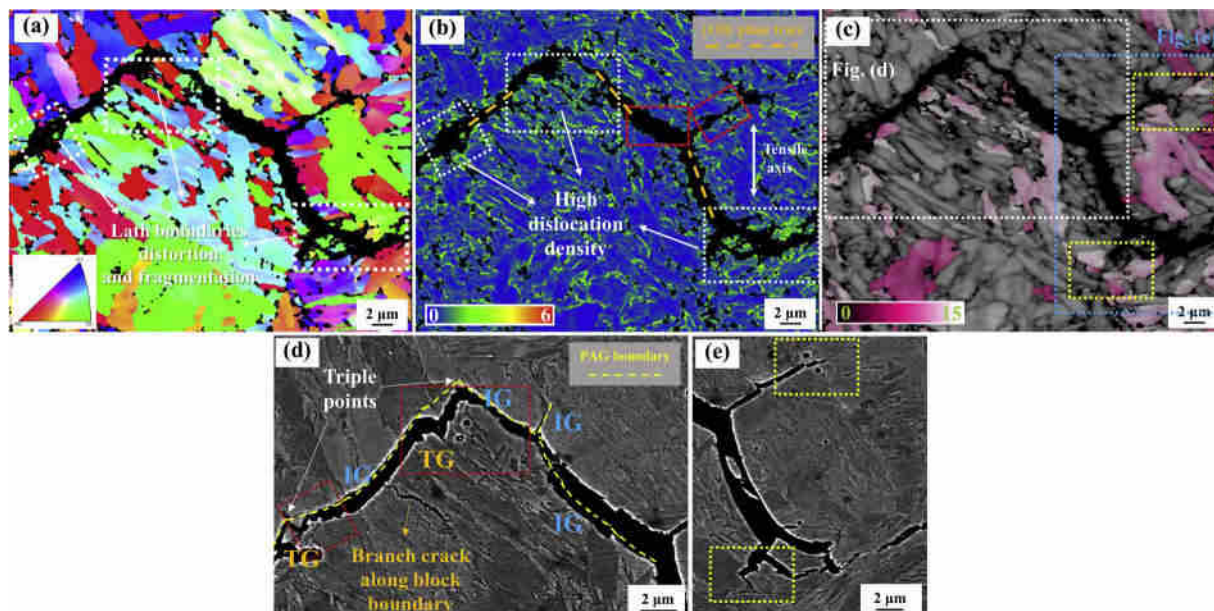 (a)
Lath boundaries
distortion
and fragmentation
2 μm
(b)
Tensile
axis
High
dislocation
density
0
6
2 μm
(c)
Fig. (d)
0
15
2 μm
(d)
PAG boundary
Triple
points
IG
IG
IG
TG
IG
TG
Branch crack
along block
boundary
2 μm
(e)
2 μm